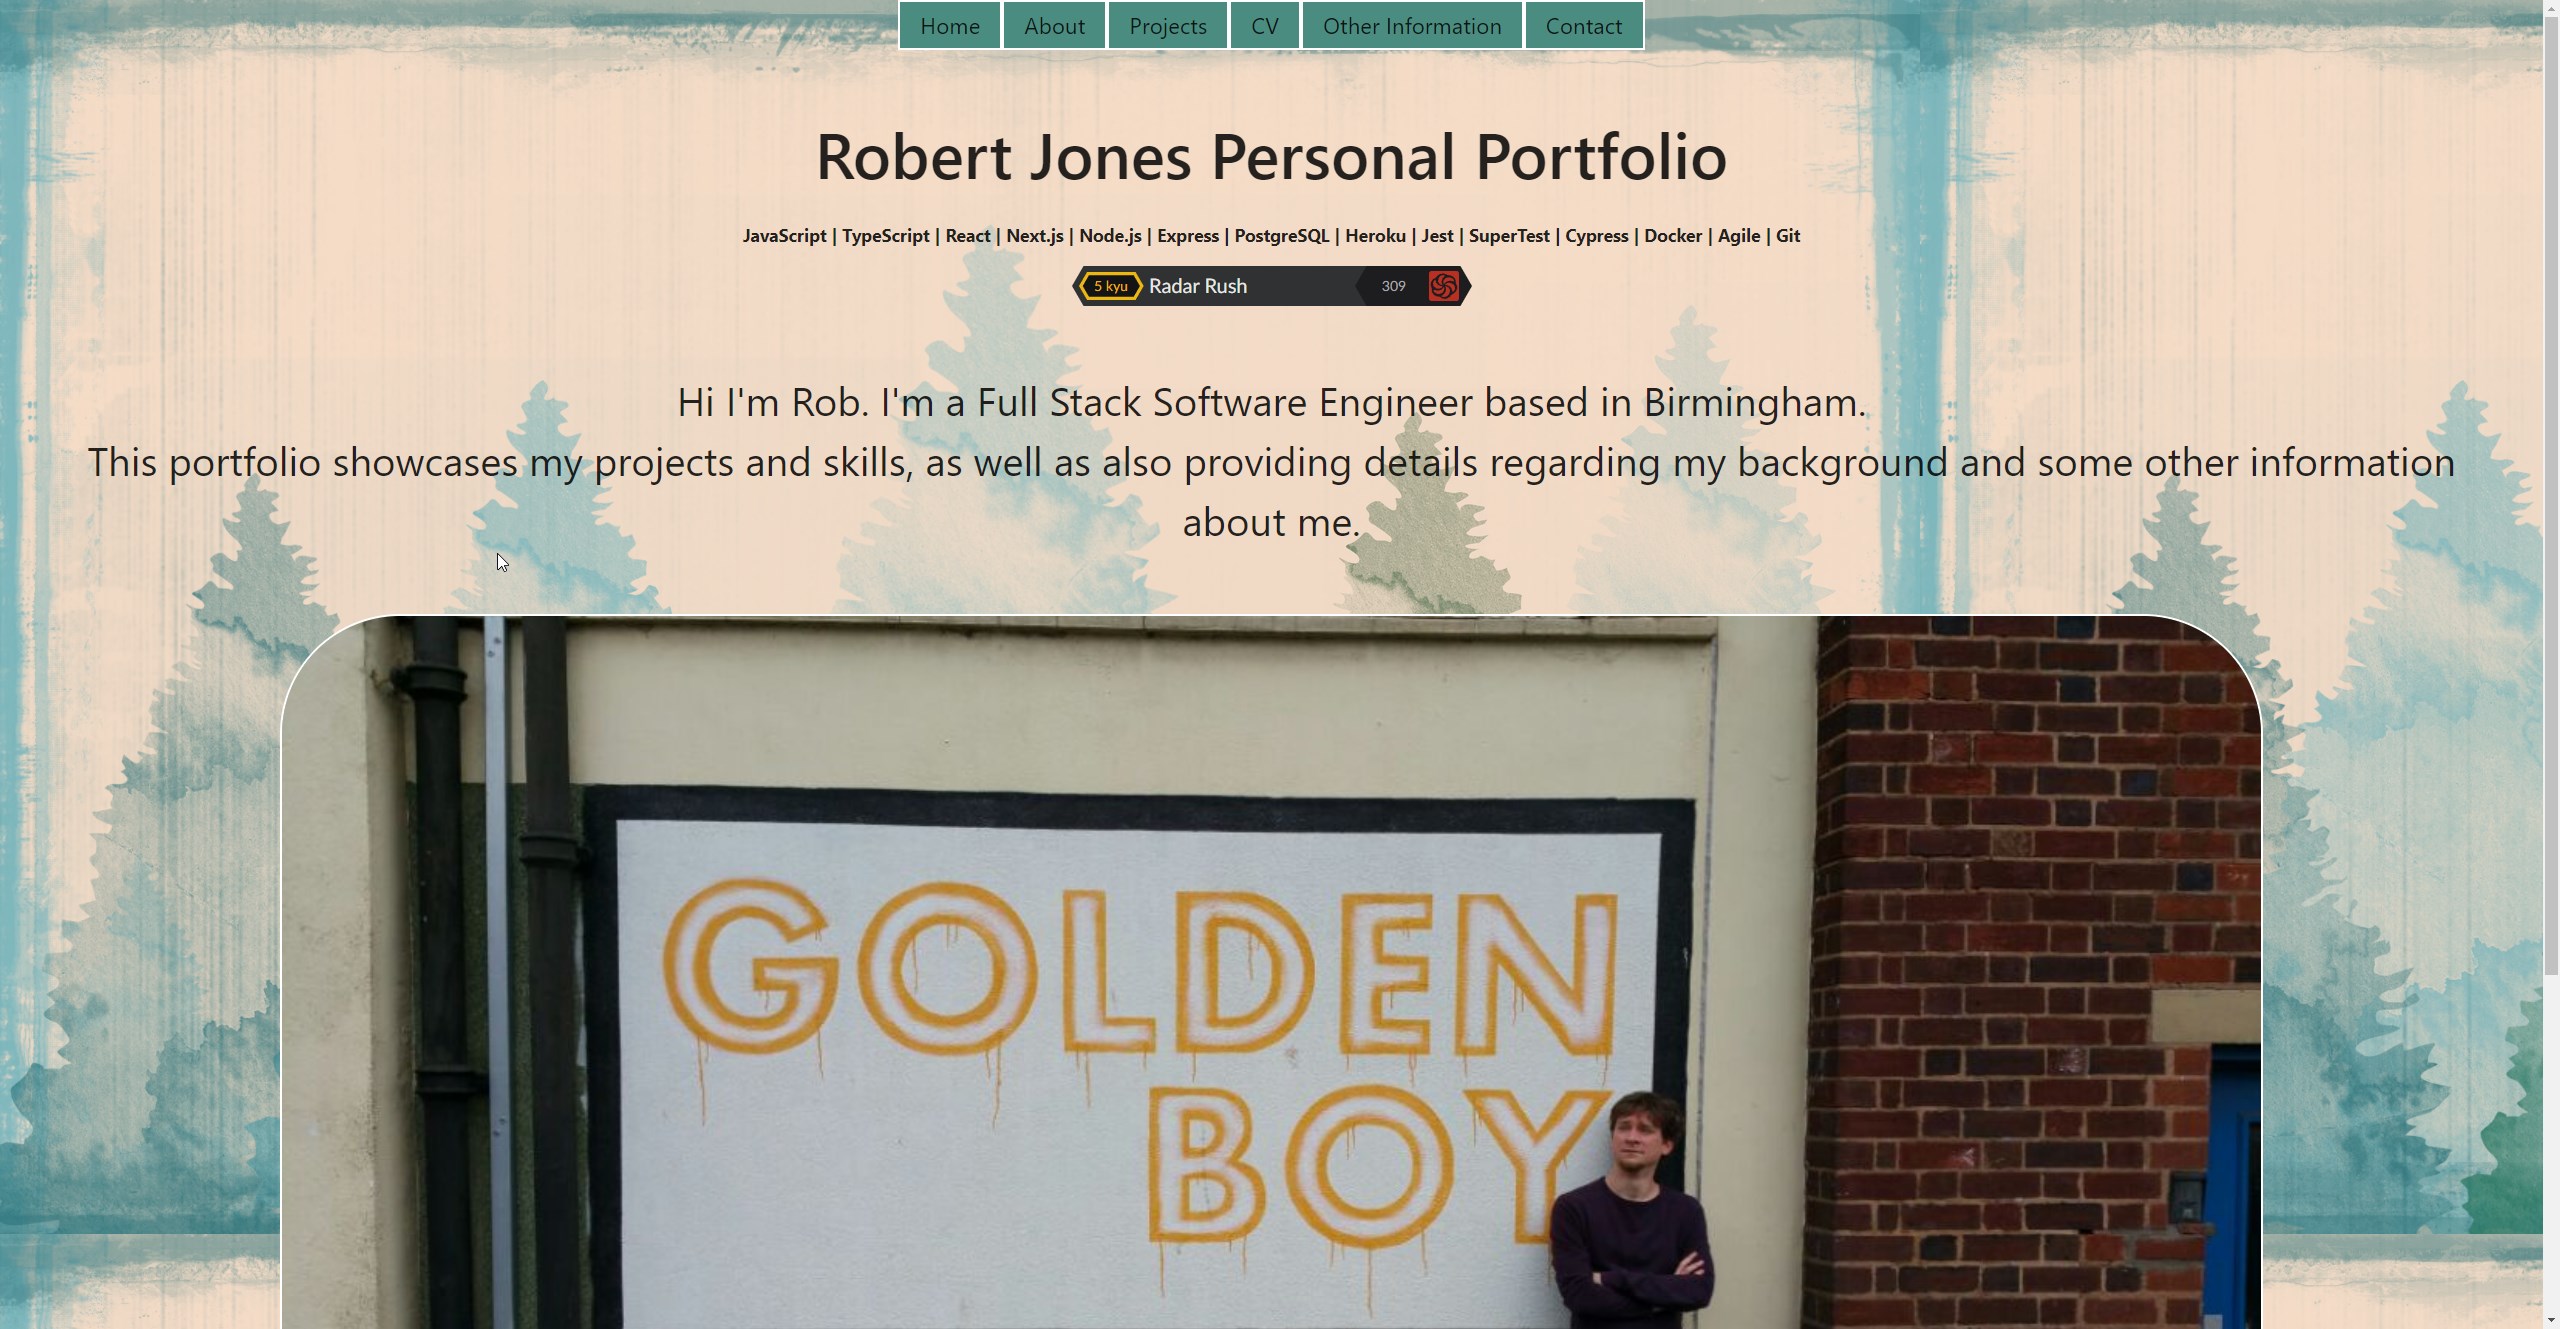 Home About Projects CV Other Information Contact
Robert Jones Personal Portfolio
JavaScript | TypeScript | React | Next.js | Node.js | Express | PostgreSQL | Heroku | Jest | SuperTest | Cypress | Docker | Agile | Git
5 kyu Radar Rush 309
Hi I'm Rob. I'm a Full Stack Software Engineer based in Birmingham.
This portfolio showcases my projects and skills, as well as also providing details regarding my background and some other information
about me.
GOLDEN
BOY